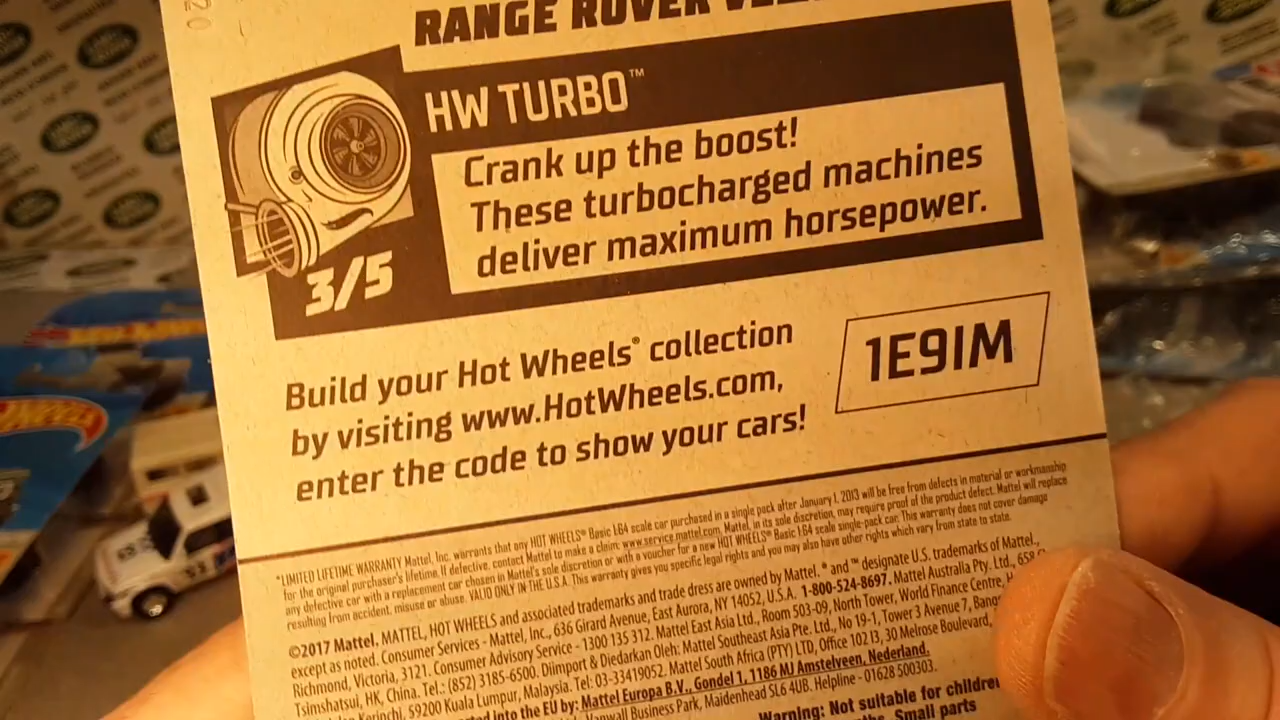 RANGE ROVER
HW TURBO™
Crank up the boost!
These turbocharged machines
deliver maximum horsepower.
3/5
Build your Hot Wheels® collection
by visiting www.HotWheels.com,
enter the code to show your cars!
1E9IM
*LIMITED LIFETIME WARRANTY Mattel, Inc. warrants that any HOT WHEELS® Basic 1:64 scale car purchased in a single pack after January 1, 2013 will be free from defects in material or workmanship
for the original purchaser's lifetime. If defective, contact Mattel to make a claim: www.service.mattel.com. Mattel, in its sole discretion, may require proof of the product defect. Mattel will replace
any defective car with a replacement car chosen in Mattel's sole discretion or with a voucher for a new HOT WHEELS® Basic 1:64 scale single-pack car. This warranty does not cover damage
resulting from accident, misuse or abuse. VALID ONLY IN THE U.S.A. This warranty gives you specific legal rights and you may also have other rights which vary from state to state.
©2017 Mattel. MATTEL, HOT WHEELS and associated trademarks and trade dress are owned by Mattel, ® and ™ designate U.S. trademarks of Mattel,
except as noted. Consumer Services - Mattel, Inc., 636 Girard Avenue, East Aurora, NY 14052, U.S.A. 1-800-524-8697. Mattel Australia Pty. Ltd., 658
Richmond, Victoria, 3121. Consumer Advisory Service - 1300 135 312. Mattel East Asia Ltd., Room 503-09, North Tower, World Finance Centre,
Tsimshatsui, HK, China. Tel.: (852) 3185-6500. Diimport & Diedarkan Oleh: Mattel Southeast Asia Pte. Ltd., No 19-1, Tower 3 Avenue 7,
Kerinchi, 59200 Kuala Lumpur, Malaysia. Tel: 03-33419052. Mattel South Africa (PTY) LTD, Office 102 I3, 30 Melrose Boulevard,
into the EU by: Mattel Europa B.V., Gondel 1, 1186 MJ Amstelveen, Nederland.
Business Park, Maidenhead SL6 4UB. Helpline - 01628 500303.
Warning: Not suitable for
Small parts